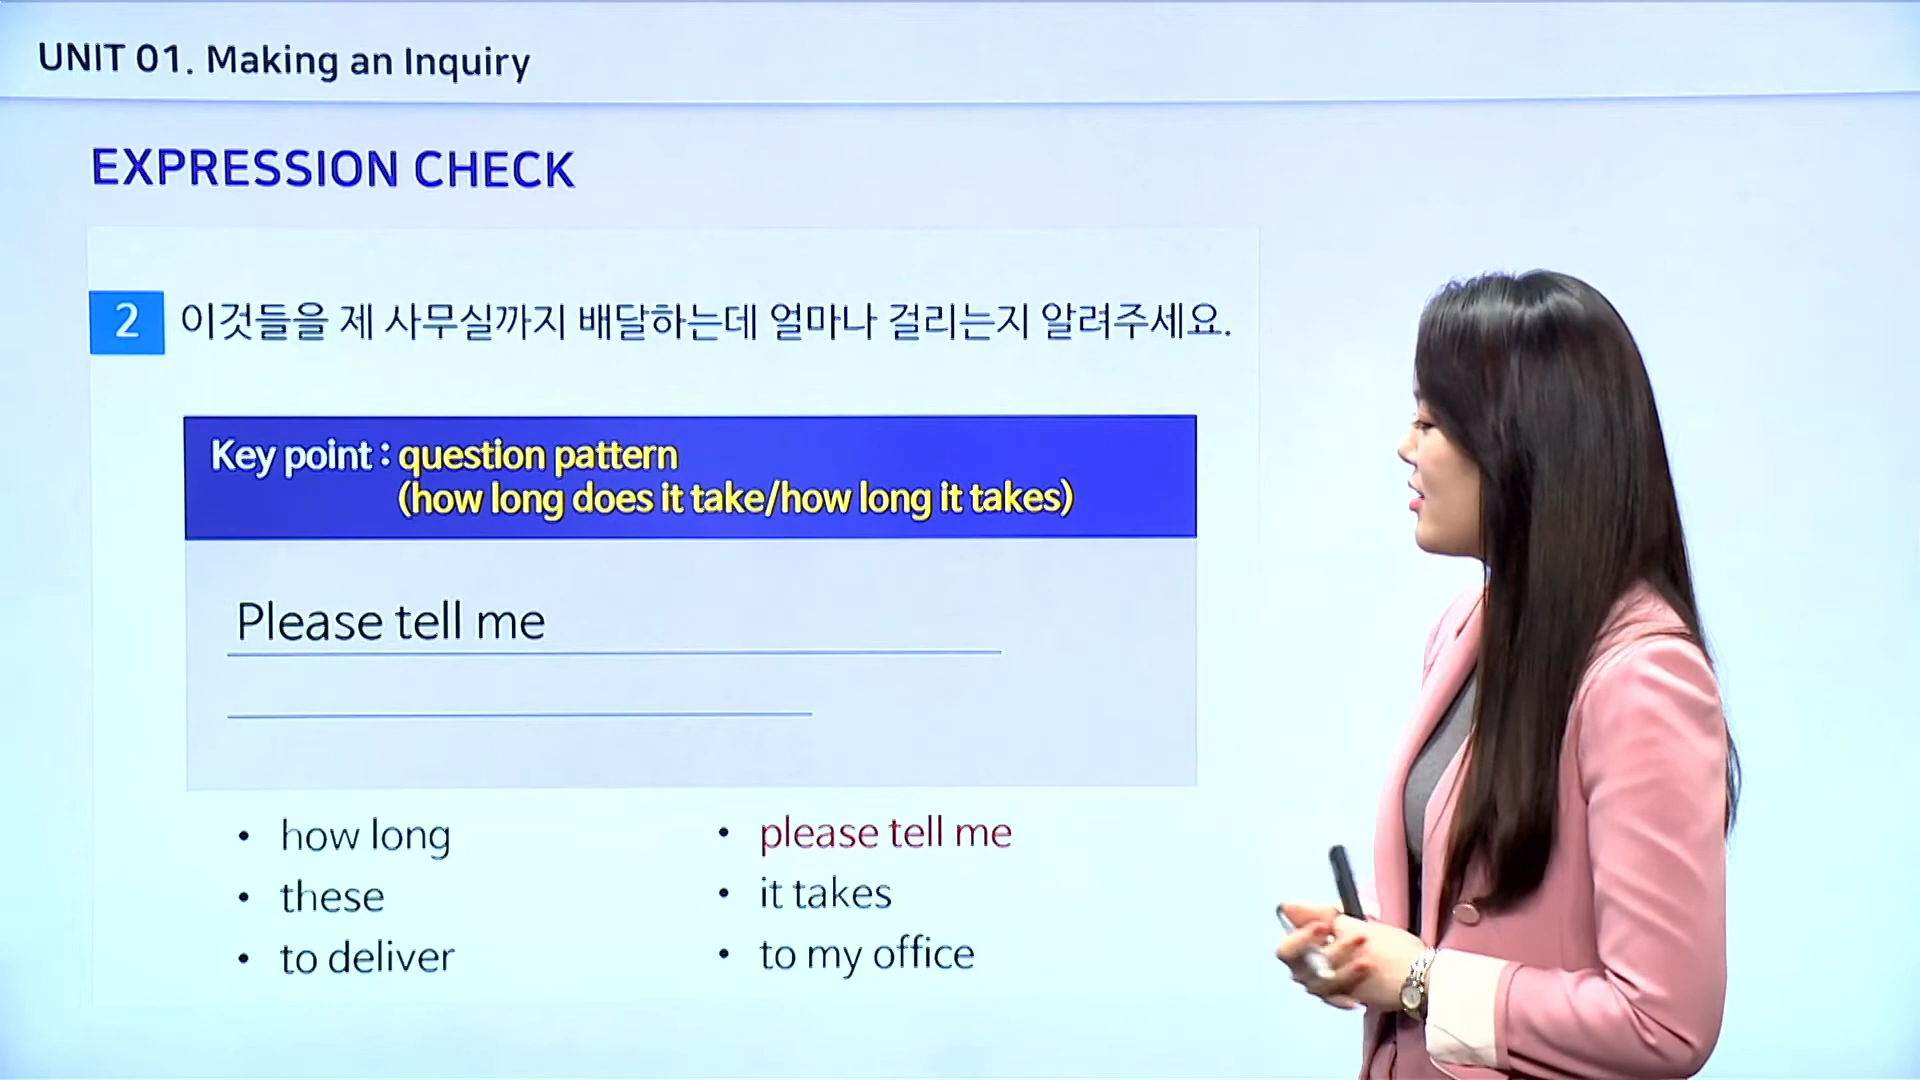 UNIT 01. Making an Inquiry
EXPRESSION CHECK
2 이것들을 제 사무실까지 배달하는데 얼마나 걸리는지 알려주세요.
Key point : question pattern
(how long does it take/how long it takes)
Please tell me
• how long
• these
• to deliver
• please tell me
• it takes
• to my office